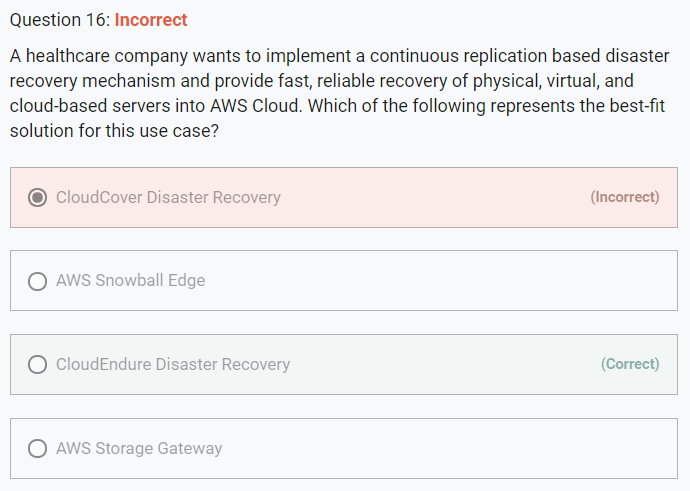 Question 16: Incorrect
A healthcare company wants to implement a continuous replication based disaster
recovery mechanism and provide fast, reliable recovery of physical, virtual, and
cloud-based servers into AWS Cloud. Which of the following represents the best-fit
solution for this use case?
CloudCover Disaster Recovery (Incorrect)
AWS Snowball Edge
CloudEndure Disaster Recovery (Correct)
AWS Storage Gateway